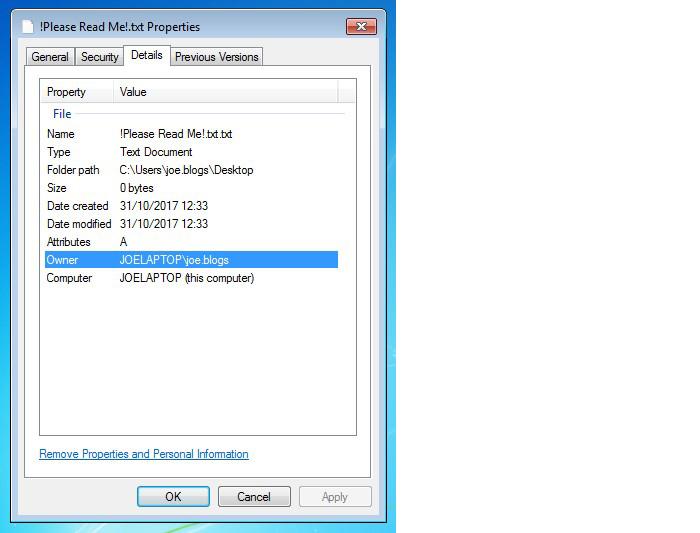 !Please Read Me!.txt Properties
General Security Details Previous Versions
Property Value
File
Name !Please Read Me!.txt.txt
Type Text Document
Folder path C:\Users\joe.blogs\Desktop
Size 0 bytes
Date created 31/10/2017 12:33
Date modified 31/10/2017 12:33
Attributes A
Owner JOELAPTOP\joe.blogs
Computer JOELAPTOP (this computer)
Remove Properties and Personal Information
OK Cancel Apply